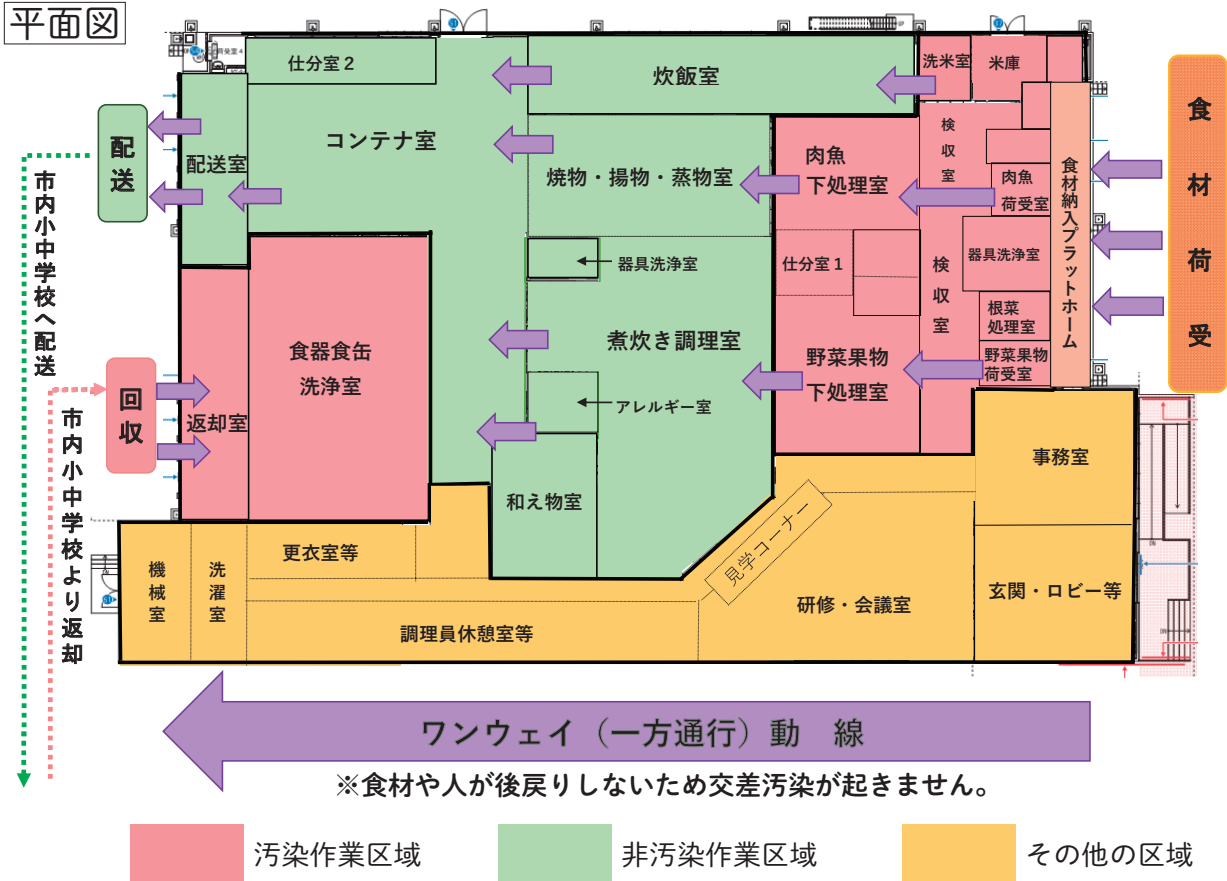 平面図
荷受室4
仕分室2
炊飯室
洗米室
米庫
食材荷受
配送
配送室
コンテナ室
焼物・揚物・蒸物室
肉魚
下処理室
検収室
肉魚
荷受室
食材納入プラットホーム
市内小中学校へ配送
器具洗浄室
仕分室1
検収室
器具洗浄室
根菜
処理室
食器食缶
洗浄室
煮炊き調理室
野菜果物
下処理室
野菜果物
荷受室
回収
返却室
アレルギー室
市内小中学校より返却
和え物室
事務室
見学コーナー
機械室
洗濯室
更衣室等
調理員休憩室等
研修・会議室
玄関・ロビー等
ワンウェイ（一方通行）動 線
※食材や人が後戻りしないため交差汚染が起きません。
汚染作業区域
非汚染作業区域
その他の区域